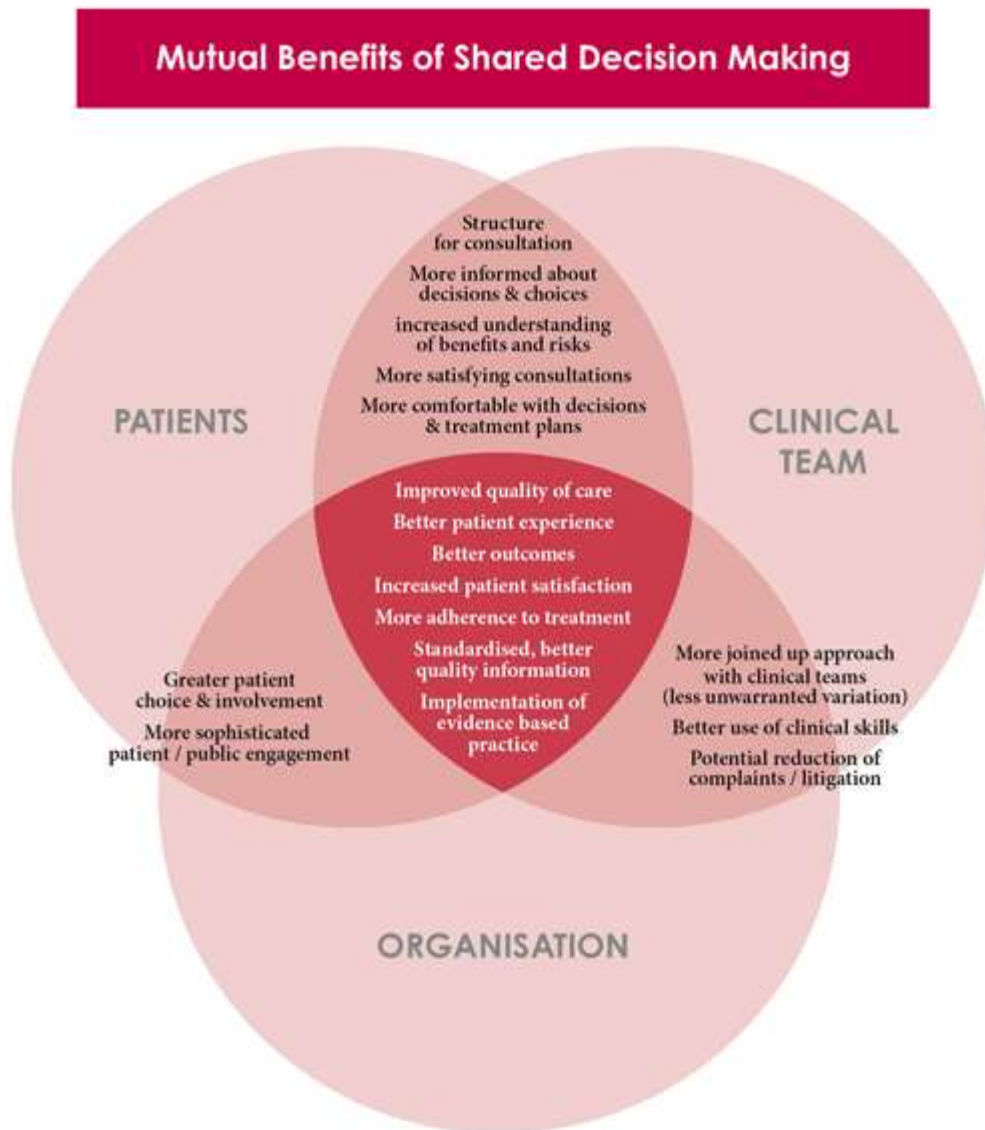 Mutual Benefits of Shared Decision Making
Structure
for consultation
More informed about
decisions & choices
increased understanding
of benefits and risks
More satisfying consultations
More comfortable with decisions
& treatment plans
PATIENTS
CLINICAL
TEAM
Improved quality of care
Better patient experience
Better outcomes
Increased patient satisfaction
More adherence to treatment
Standardised, better
quality information
Implementation of
evidence based
practice
Greater patient
choice & involvement
More sophisticated
patient / public engagement
More joined up approach
with clinical teams
(less unwarranted variation)
Better use of clinical skills
Potential reduction of
complaints / litigation
ORGANISATION